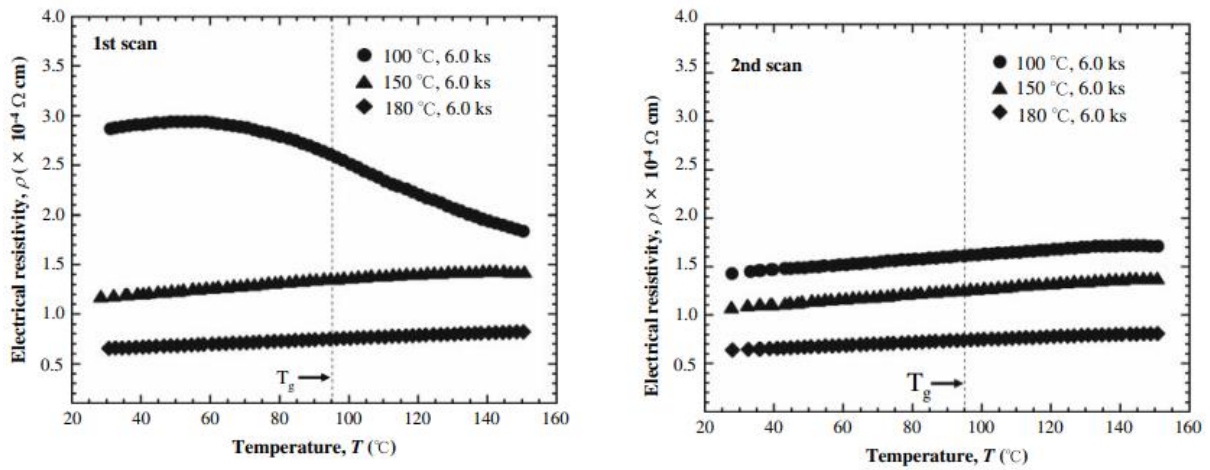 4.0
3.5
3.0
2.5
2.0
1.5
1.0
0.5
Electrical resistivity, ρ (× 10⁻⁴ Ω cm)
1st scan
● 100 ℃, 6.0 ks
▲ 150 ℃, 6.0 ks
◆ 180 ℃, 6.0 ks
Tg
20 40 60 80 100 120 140 160
Temperature, T (℃)
4.0
3.5
3.0
2.5
2.0
1.5
1.0
0.5
Electrical resistivity, ρ (× 10⁻⁴ Ω cm)
2nd scan
● 100 ℃, 6.0 ks
▲ 150 ℃, 6.0 ks
◆ 180 ℃, 6.0 ks
Tg
20 40 60 80 100 120 140 160
Temperature, T (℃)